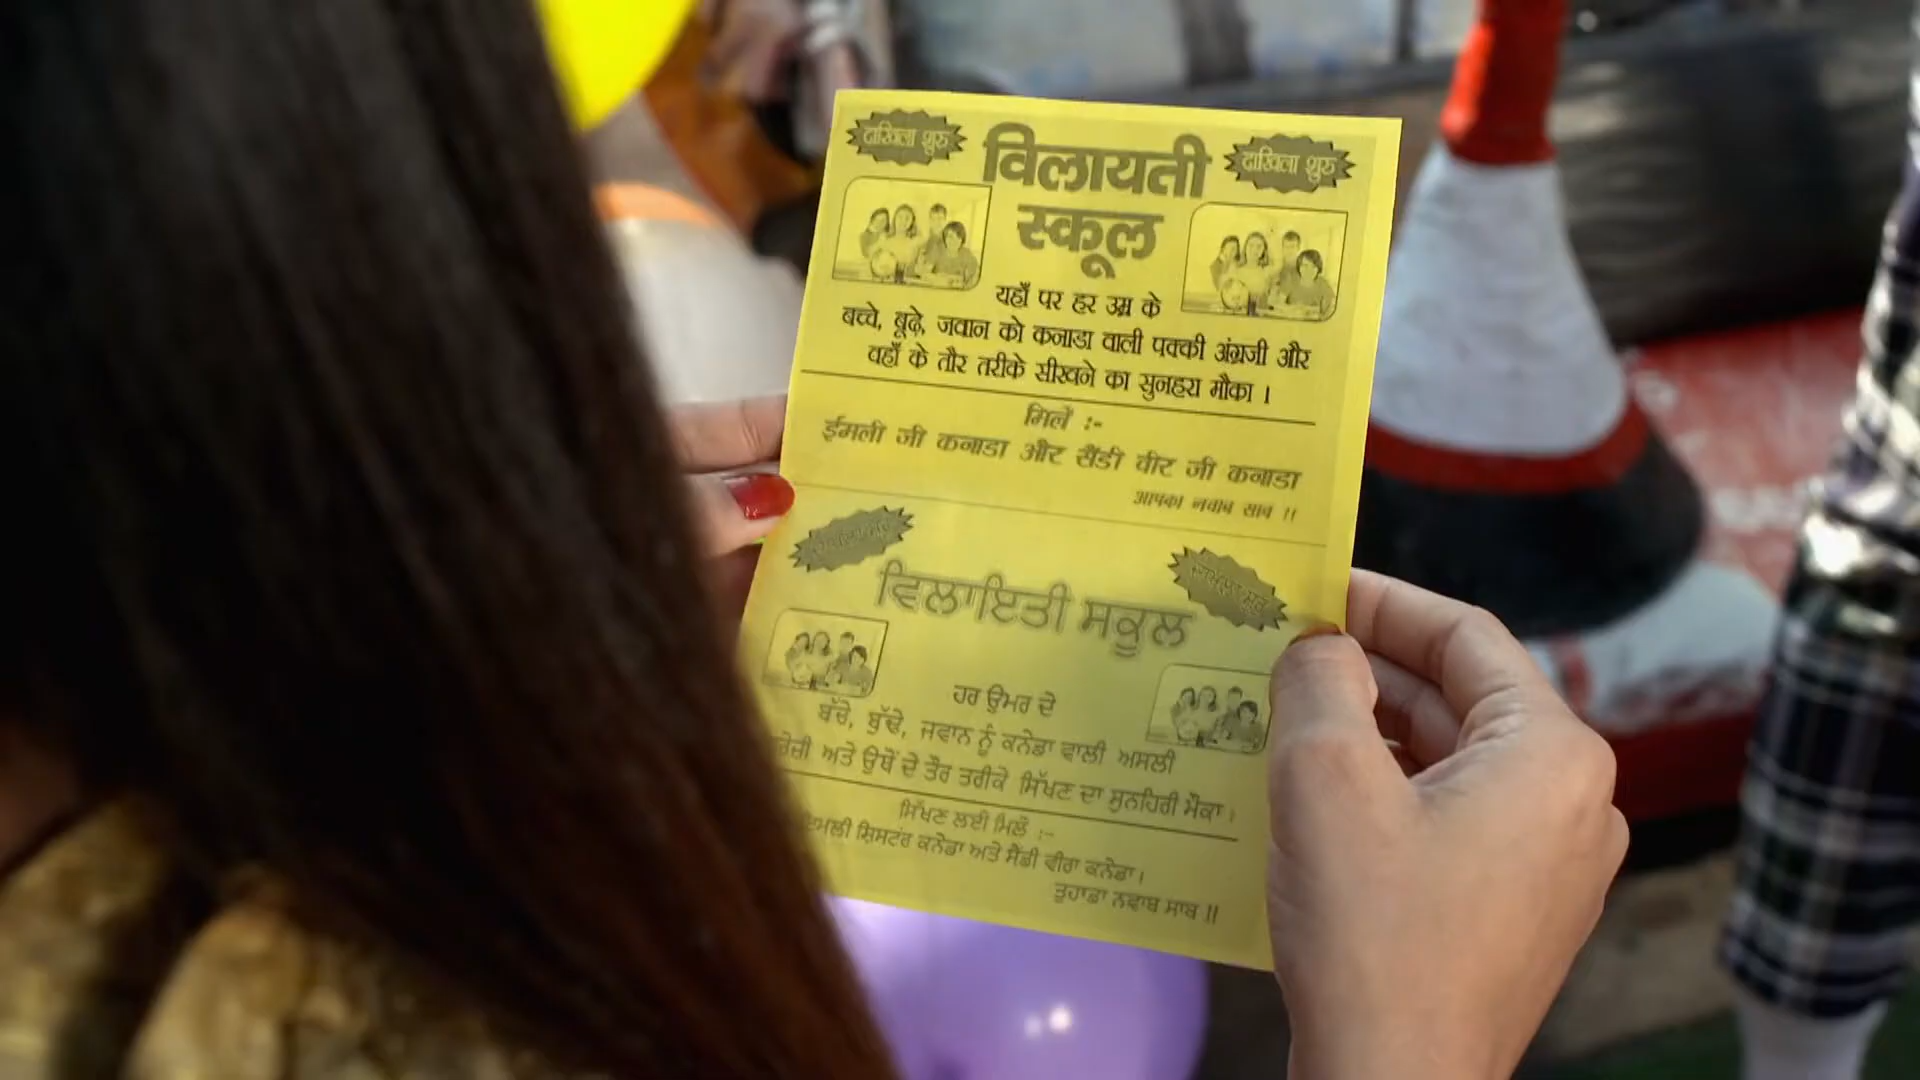 दाखिला शुरु
विलायती
दाखिला शुरु
स्कूल
यहाँ पर हर उम्र के
बच्चे, बूढ़े, जवान को कनाडा वाली पक्की अंग्रजी और
वहाँ के तौर तरीके सीखने का सुनहरा मौका ।
मिलें :-
ईमली जी कनाडा और सैंडी वीर जी कनाडा
आपका नवाब साब !!
ਵਿਲਾਇਤੀ ਸਕੂਲ
ਹਰ ਉਮਰ ਦੇ
ਬੱਚੇ, ਬੁੱਢੇ, ਜਵਾਨ ਨੂੰ ਕਨੇਡਾ ਵਾਲੀ ਅਸਲੀ
ਅਤੇ ਉਥੋਂ ਦੇ ਤੌਰ ਤਰੀਕੇ ਸਿੱਖਣ ਦਾ ਸੁਨਹਿਰੀ ਮੌਕਾ।
ਸਿੱਖਣ ਲਈ ਮਿਲੋ :-
ਸ਼ਿਸਟਰ ਕਨੇਡਾ ਅਤੇ ਸੈਂਡੀ ਵੀਰਾ ਕਨੇਡਾ।
ਤੁਹਾਡਾ ਨਵਾਬ ਸਾਬ !!